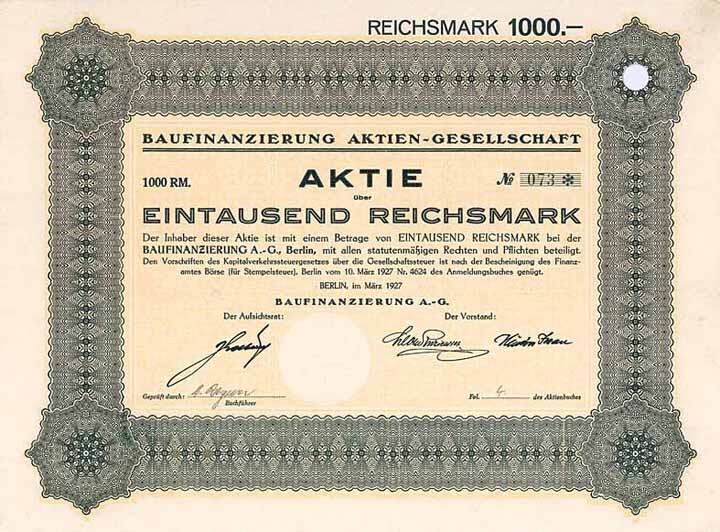 REICHSMARK 1000.—
BAUFINANZIERUNG AKTIEN-GESELLSCHAFT
1000 RM. AKTIE № 073 ✻
über
EINTAUSEND REICHSMARK
Der Inhaber dieser Aktie ist mit einem Betrage von EINTAUSEND REICHSMARK bei der
BAUFINANZIERUNG A.-G., Berlin, mit allen statutenmäßigen Rechten und Pflichten beteiligt.
Den Vorschriften des Kapitalverkehrssteuergesetzes über die Gesellschaftssteuer ist nach der Bescheinigung des Finanz-
amtes Börse (für Stempelsteuer), Berlin vom 10. März 1927 Nr. 4624 des Anmeldungsbuches genügt.
BERLIN, im März 1927
BAUFINANZIERUNG A.-G.
Der Aufsichtsrat: Der Vorstand:
Geprüft durch: Fol. 4. des Aktienbuches
Buchführer